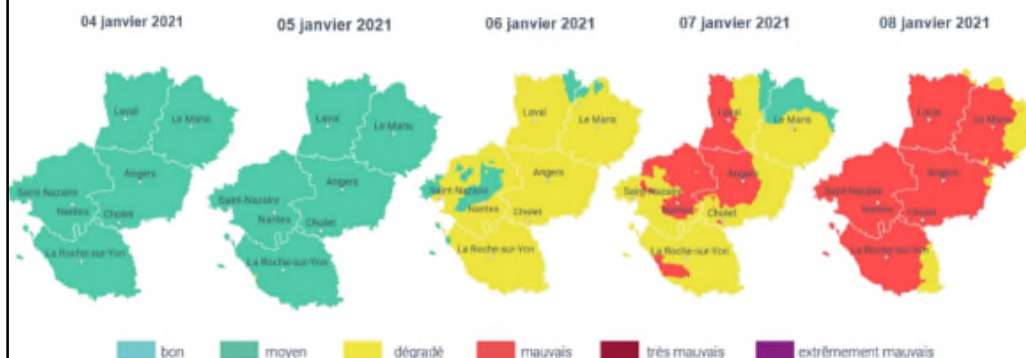 04 janvier 2021
05 janvier 2021
06 janvier 2021
07 janvier 2021
08 janvier 2021
Laval
Le Mans
Angers
Saint-Nazaire
Nantes
Cholet
La Roche-sur-Yon
Laval
Le Mans
Angers
Saint-Nazaire
Nantes
Cholet
La Roche-sur-Yon
Laval
Le Mans
Angers
Saint-Nazaire
Nantes
Cholet
La Roche-sur-Yon
Laval
Le Mans
Angers
Saint-Nazaire
Nantes
Cholet
La Roche-sur-Yon
Laval
Le Mans
Angers
Saint-Nazaire
Nantes
Cholet
La Roche-sur-Yon
bon
moyen
dégradé
mauvais
très mauvais
extrêmement mauvais